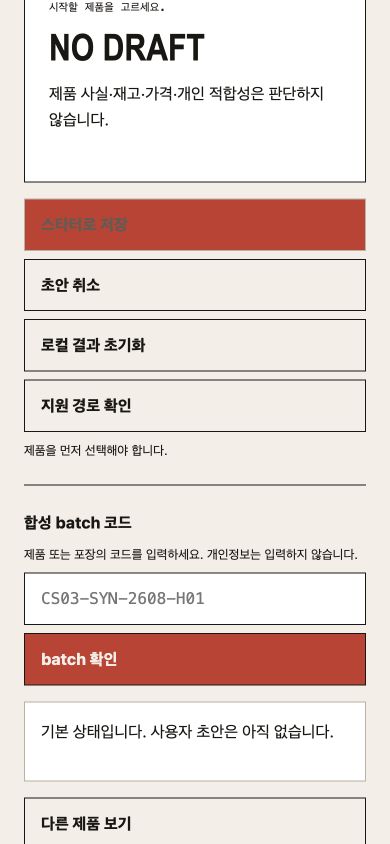 시작할 제품을 고르세요.
NO DRAFT
제품 사실·재고·가격·개인 적합성은 판단하지
않습니다.
스타터로 저장
초안 취소
로컬 결과 초기화
지원 경로 확인
제품을 먼저 선택해야 합니다.
합성 batch 코드
제품 또는 포장의 코드를 입력하세요. 개인정보는 입력하지 않습니다.
CS03-SYN-2608-H01
batch 확인
기본 상태입니다. 사용자 초안은 아직 없습니다.
다른 제품 보기